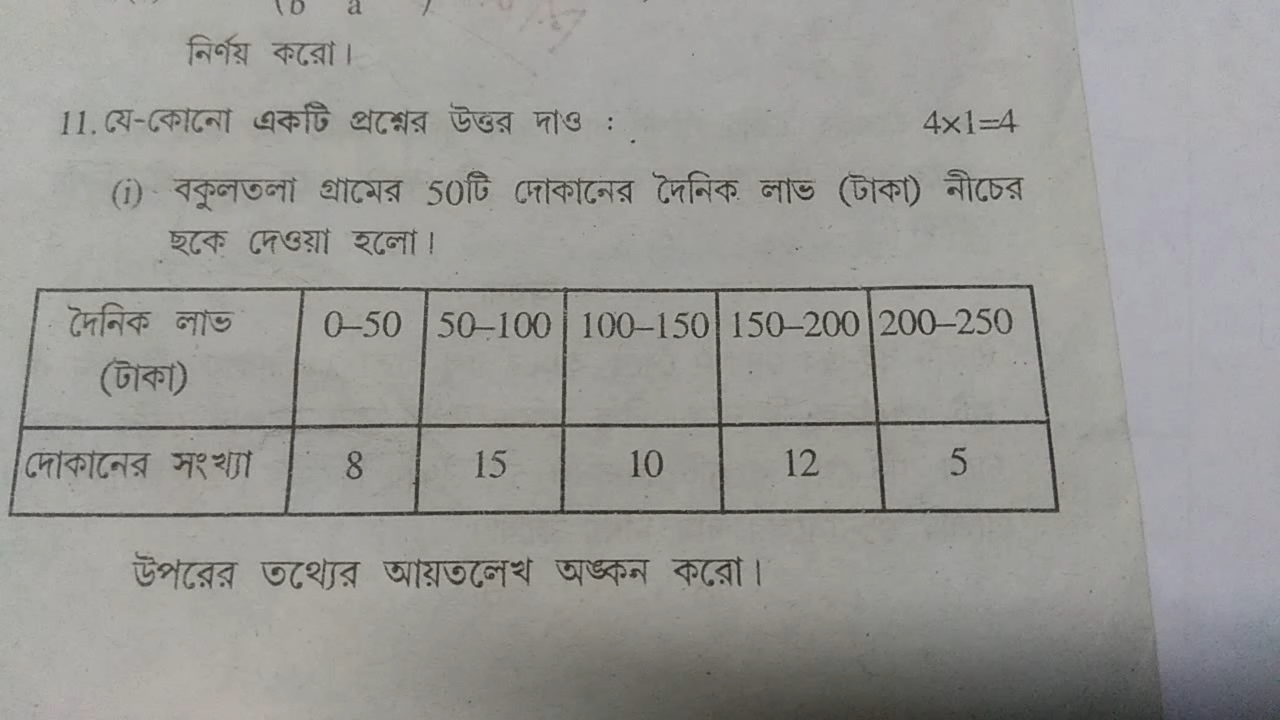 (b a )
নির্ণয় করো।
11. যে-কোনো একটি প্রশ্নের উত্তর দাও : 4×1=4
(i) বকুলতলা গ্রামের 50টি দোকানের দৈনিক লাভ (টাকা) নীচের
ছকে দেওয়া হলো।
দৈনিক লাভ (টাকা) 0–50 50–100 100–150 150–200 200–250
দোকানের সংখ্যা 8 15 10 12 5
উপরের তথ্যের আয়তলেখ অঙ্কন করো।